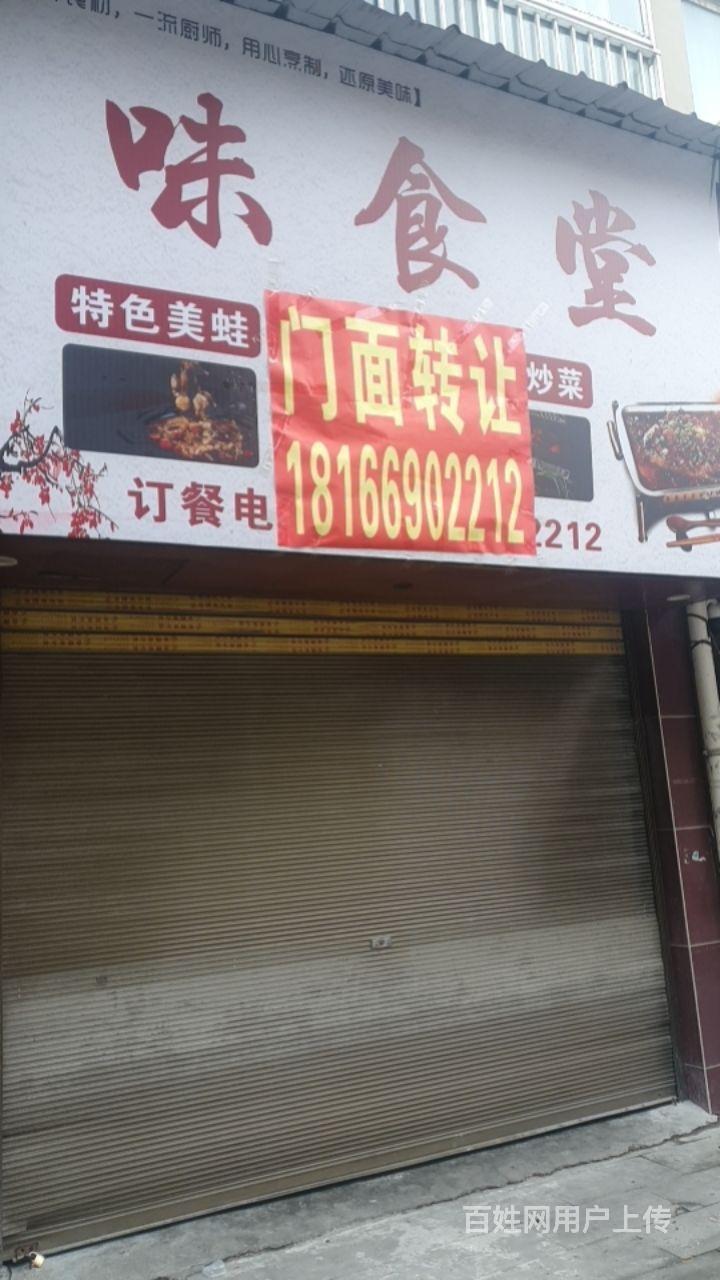 一流厨师，用心烹制，还原美味】
味食堂
特色美蛙
炒菜
门面转让
18166902212
订餐电
2212
百姓网用户上传